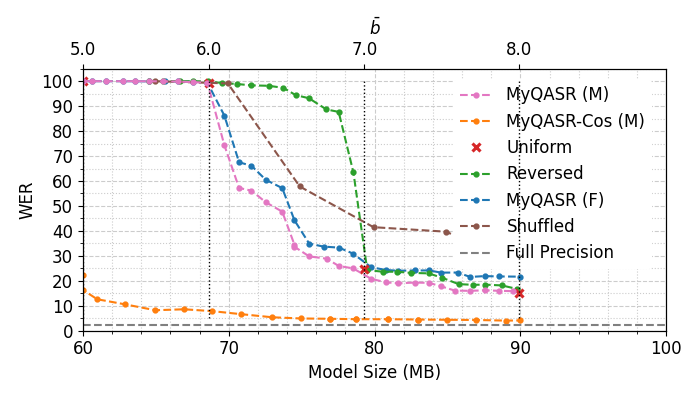 b̄
5.0 6.0 7.0 8.0
100
90
80
70
60
50
40
30
20
10
0
WER
MyQASR (M)
MyQASR-Cos (M)
Uniform
Reversed
MyQASR (F)
Shuffled
Full Precision
60 70 80 90 100
Model Size (MB)